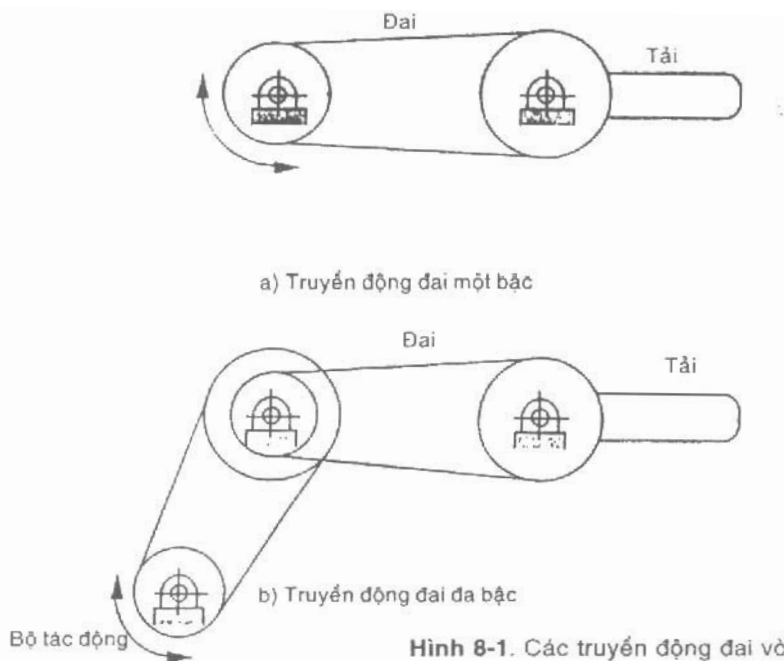 Đai
Tải
a) Truyền động đai một bậc
Đai
Tải
b) Truyền động đai đa bậc
Bộ tác động
Hình 8-1. Các truyền động đai vò